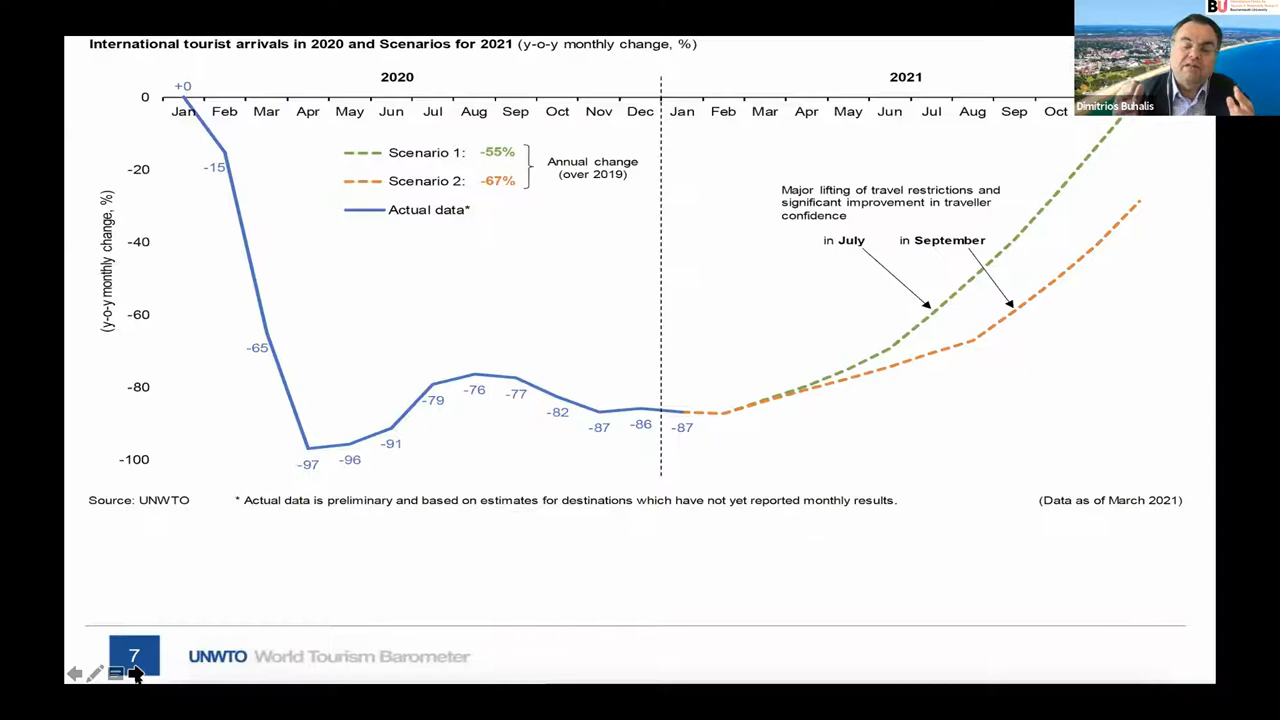 BU
Bournemouth University
International tourist arrivals in 2020 and Scenarios for 2021 (y-o-y monthly change, %)
2020
2021
+0
0
Jan Feb Mar Apr May Jun Jul Aug Sep Oct Nov Dec Jan Feb Mar Apr May Jun Jul Aug Sep Oct
Dimitrios Buhalis
Scenario 1: -55%
Scenario 2: -67%
Annual change
(over 2019)
Actual data*
-15
-20
Major lifting of travel restrictions and
significant improvement in traveller
confidence
in July in September
(y-o-y monthly change, %)
-40
-60
-65
-80
-79
-76
-77
-82
-87
-86
-87
-91
-97
-96
-100
Source: UNWTO
* Actual data is preliminary and based on estimates for destinations which have not yet reported monthly results.
(Data as of March 2021)
7
UNWTO World Tourism Barometer